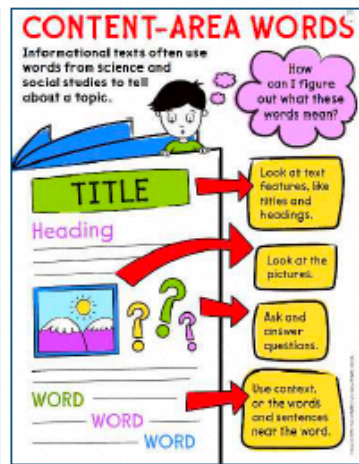 CONTENT-AREA WORDS
Informational texts often use
words from science and
social studies to tell
about a topic.
How
can I figure
out what these
words mean?
TITLE
Look at text
features, like
titles and
headings.
Heading
Look at the
pictures.
Ask and
answer
questions.
WORD
WORD
WORD
Use context,
or the words
and sentences
near the word.